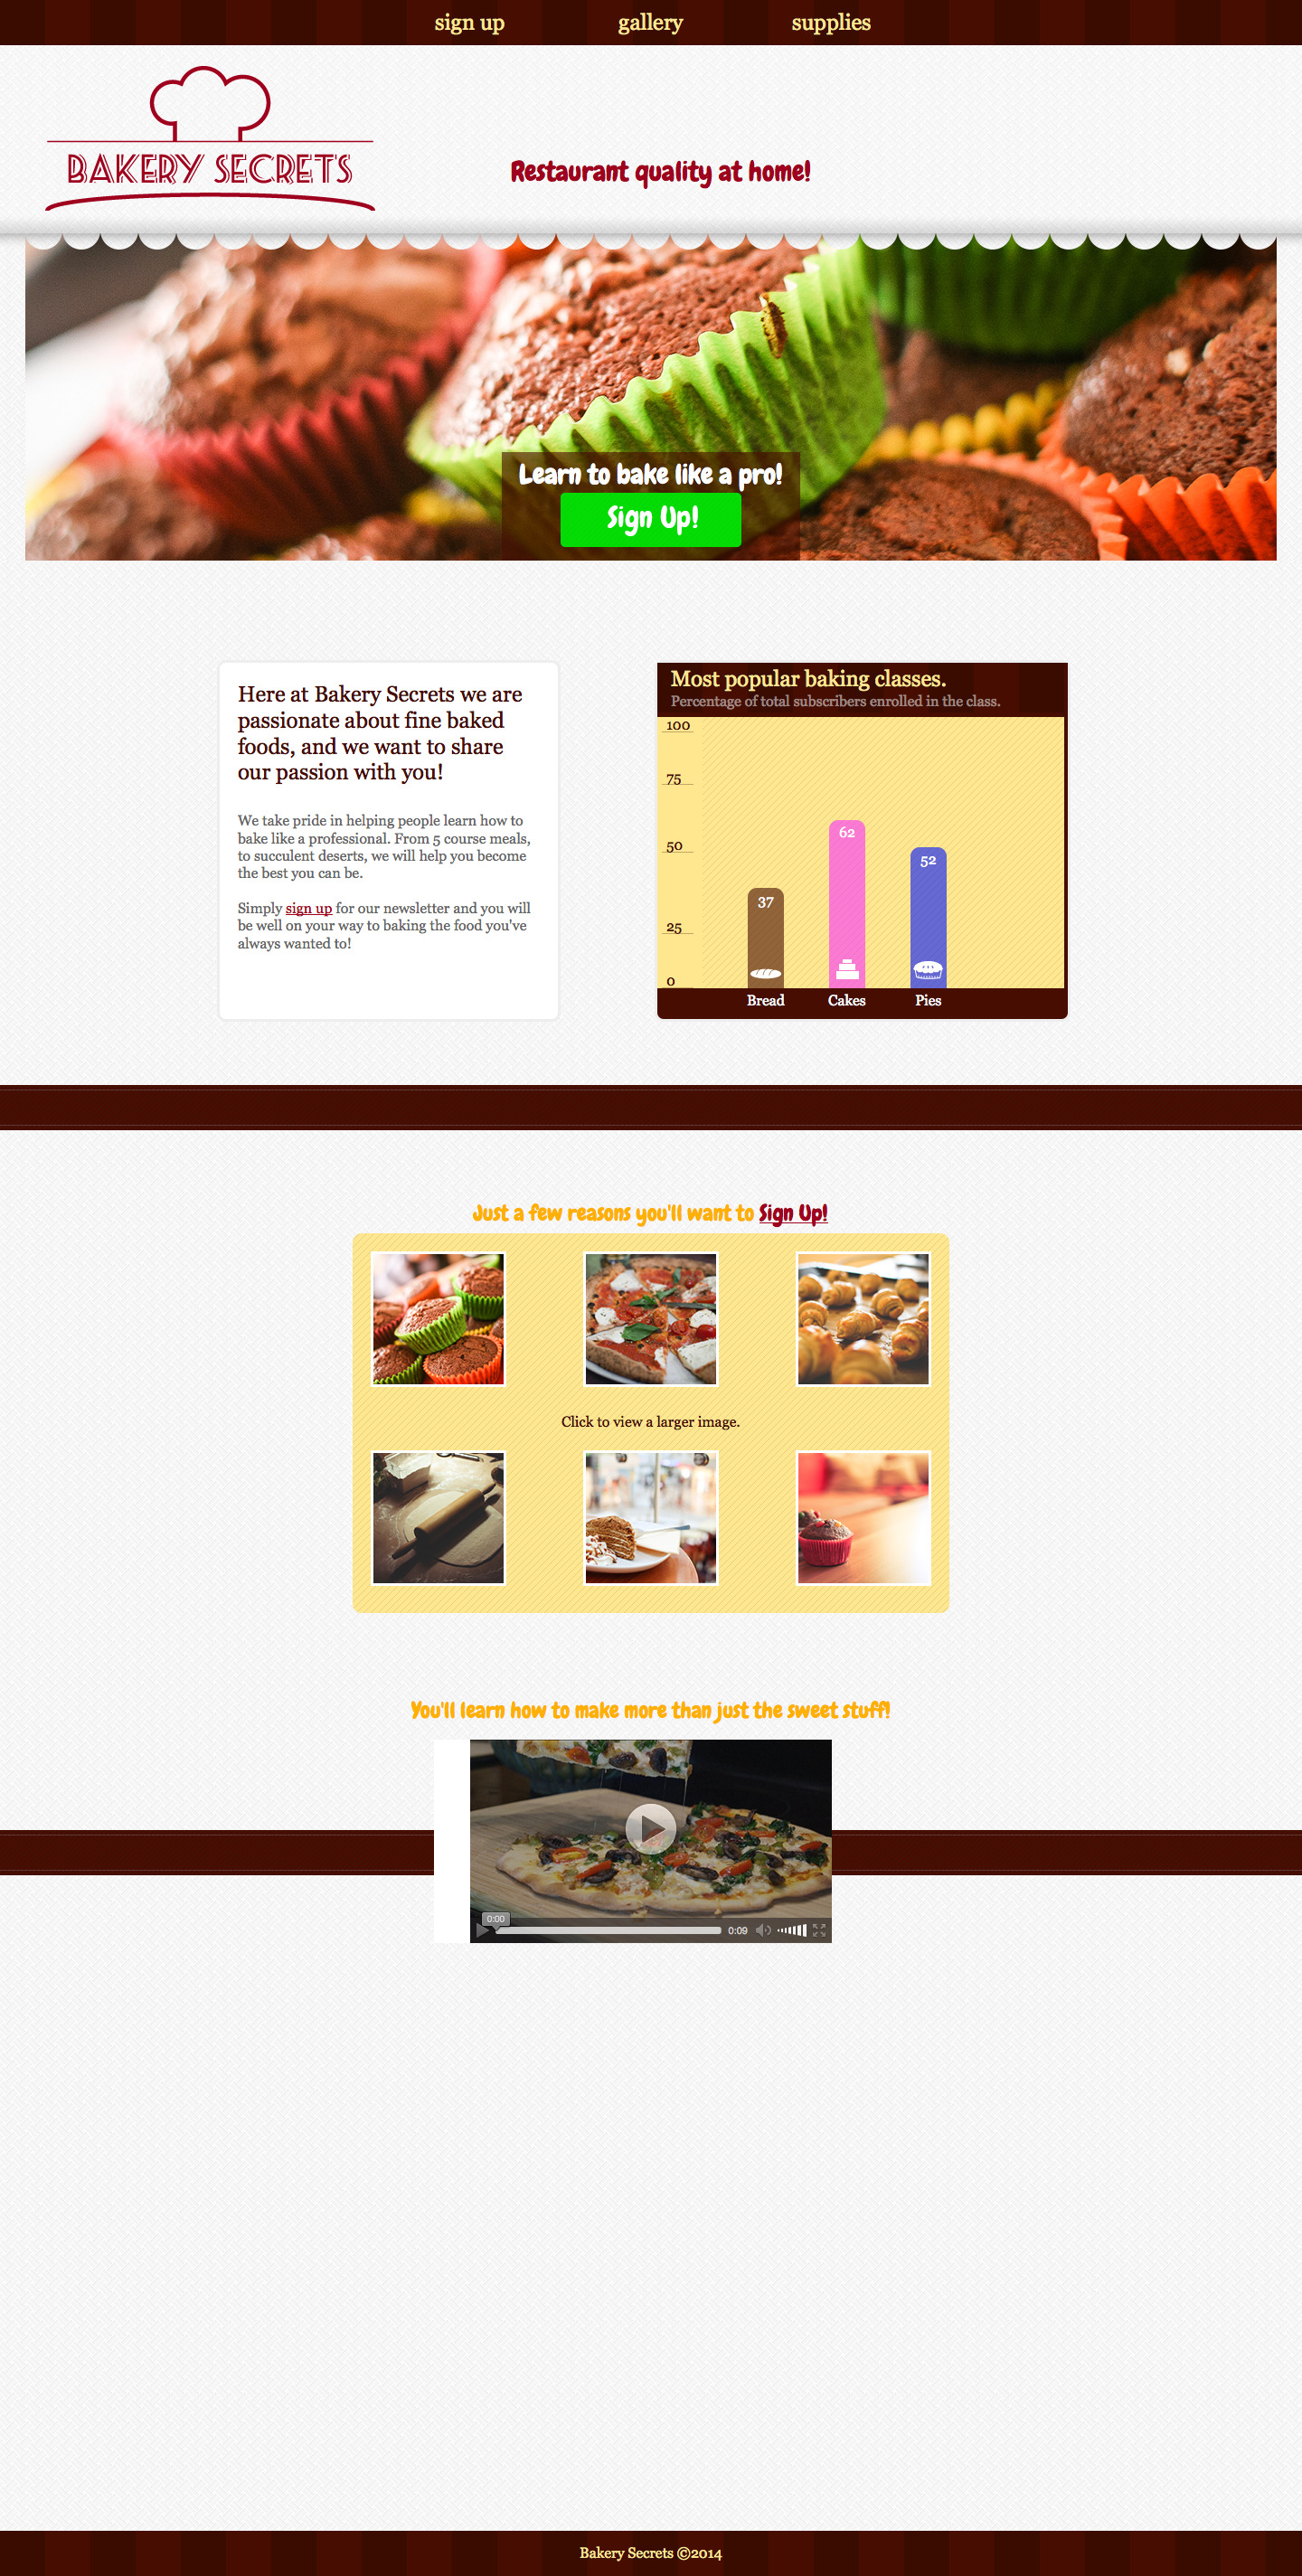 sign up gallery supplies
BAKERY SECRETS
Restaurant quality at home!
Learn to bake like a pro!
Sign Up!
Here at Bakery Secrets we are
passionate about fine baked
foods, and we want to share
our passion with you!
We take pride in helping people learn how to
bake like a professional. From 5 course meals,
to succulent deserts, we will help you become
the best you can be.
Simply sign up for our newsletter and you will
be well on your way to baking the food you've
always wanted to!
Most popular baking classes.
Percentage of total subscribers enrolled in the class.
100
75
50
25
0
37
62
52
Bread Cakes Pies
Just a few reasons you'll want to Sign Up!
Click to view a larger image.
You'll learn how to make more than just the sweet stuff!
0:00
0:09
Bakery Secrets ©2014